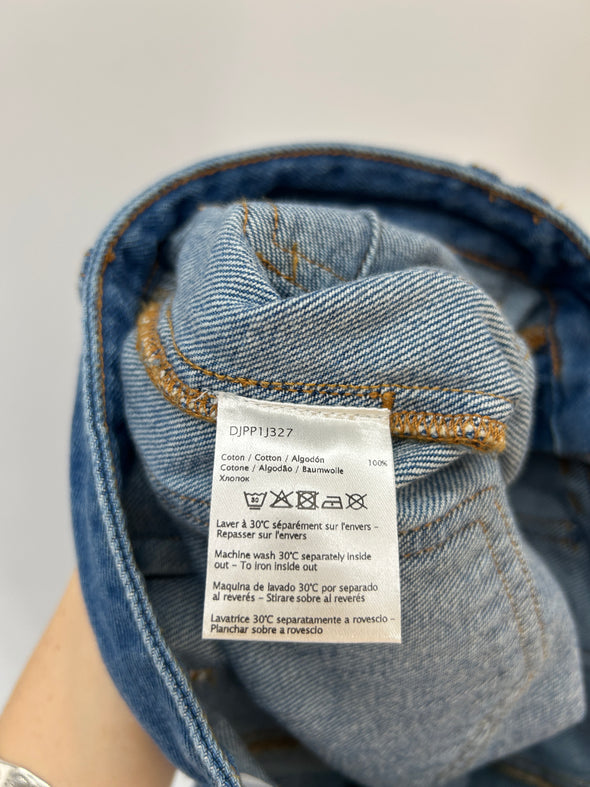 DJPP1J327
Coton / Cotton / Algodón 100%
Cotone / Algodão / Baumwolle
Хлопок
30
Laver à 30°C séparément sur l'envers –
Repasser sur l'envers
Machine wash 30°C separately inside
out – To iron inside out
Maquina de lavado 30°C por separado
al reverés – Stirare sobre al reverés
Lavatrice 30°C separatamente a rovescio –
Planchar sobre a rovescio